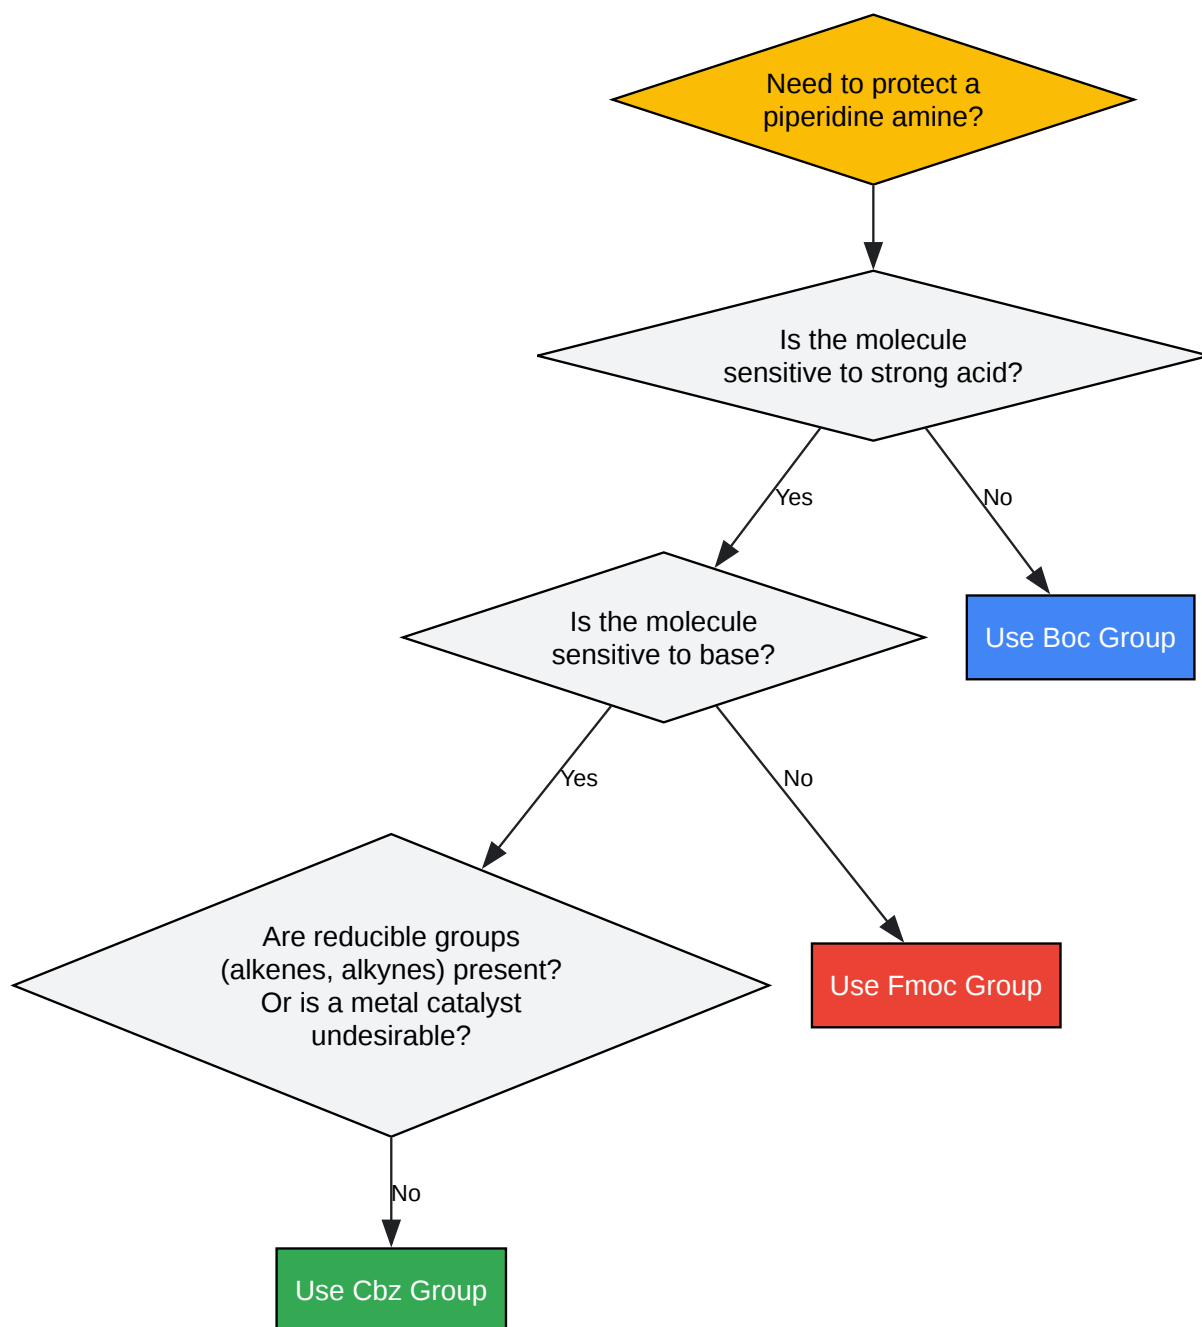 Need to protect a
piperidine amine?
Is the molecule
sensitive to strong acid?
Yes
No
Is the molecule
sensitive to base?
Use Boc Group
Yes
No
Are reducible groups
(alkenes, alkynes) present?
Or is a metal catalyst
undesirable?
Use Fmoc Group
No
Use Cbz Group